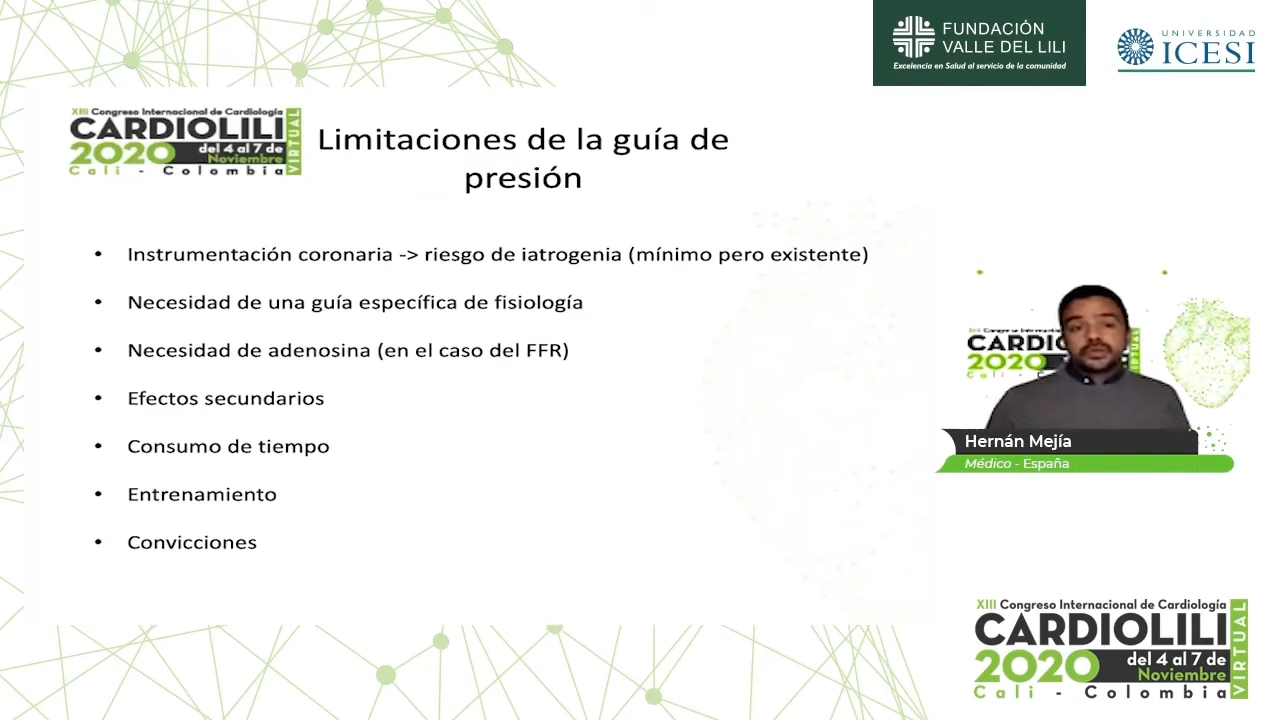 FUNDACIÓN
VALLE DEL LILI
Excelencia en Salud al servicio de la comunidad
UNIVERSIDAD
ICESI
XIII Congreso Internacional de Cardiología
CARDIOLILI
2020 del 4 al 7 de
Noviembre
VIRTUAL
Cali - Colombia
Limitaciones de la guía de
presión
• Instrumentación coronaria -> riesgo de iatrogenia (mínimo pero existente)
• Necesidad de una guía específica de fisiología
• Necesidad de adenosina (en el caso del FFR)
• Efectos secundarios
• Consumo de tiempo
• Entrenamiento
• Convicciones
CARDIO
2020
Hernán Mejía
Médico - España
XIII Congreso Internacional de Cardiología
CARDIOLILI
2020 del 4 al 7 de
Noviembre
VIRTUAL
Cali - Colombia